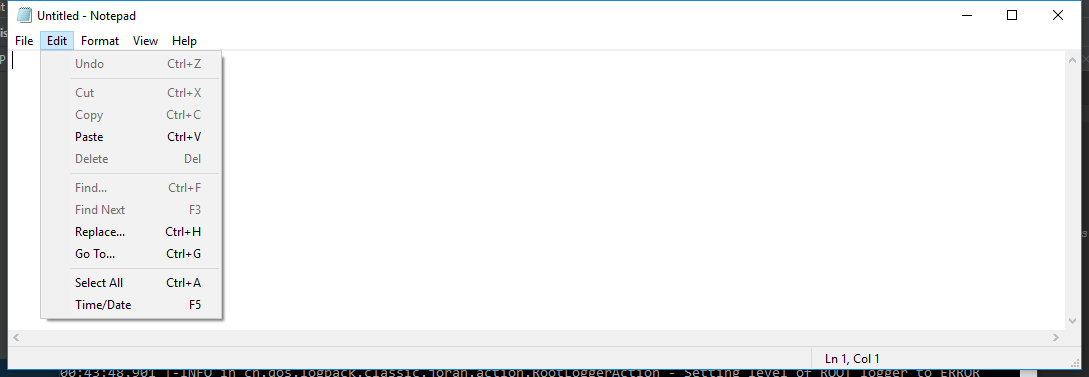 Untitled - Notepad
File Edit Format View Help
Undo Ctrl+Z
Cut Ctrl+X
Copy Ctrl+C
Paste Ctrl+V
Delete Del
Find... Ctrl+F
Find Next F3
Replace... Ctrl+H
Go To... Ctrl+G
Select All Ctrl+A
Time/Date F5
Ln 1, Col 1
00:43:48,901 |-INFO in ch.qos.logback.classic.joran.action.RootLoggerAction - Setting level of ROOT logger to ERROR